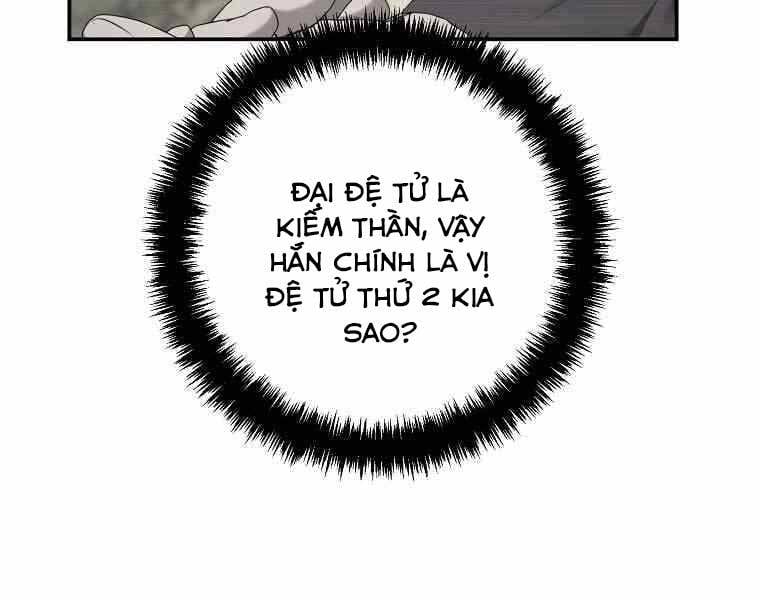 ĐẠI ĐỆ TỬ LÀ
KIẾM THẦN, VẬY
HẮN CHÍNH LÀ VỊ
ĐỆ TỬ THỨ 2 KIA
SAO?